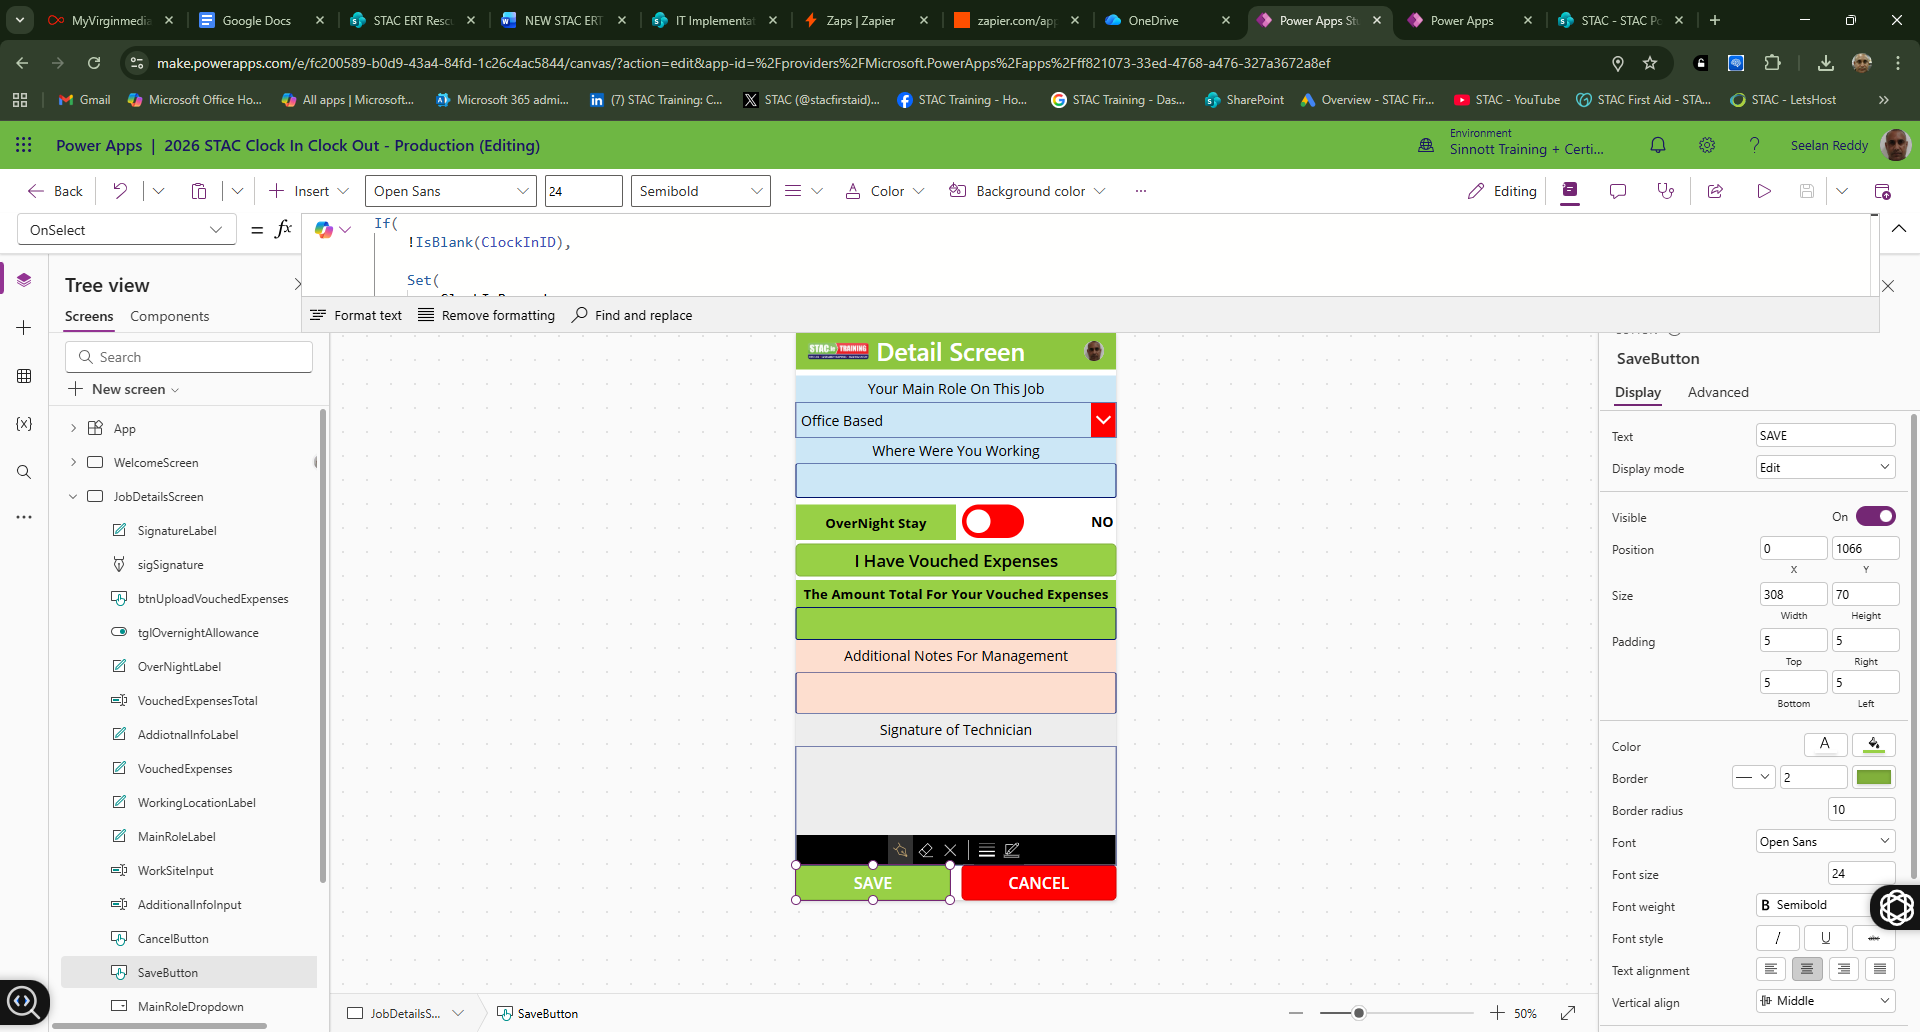 MyVirginmedia
Google Docs
STAC ERT Rescu
NEW STAC ERT
IT Implementat
Zaps | Zapier
zapier.com/app
OneDrive
Power Apps Stu
Power Apps
STAC - STAC Po
make.powerapps.com/e/fc200589-b0d9-43a4-84fd-1c26c4ac5844/canvas/?action=edit&app-id=%2Fproviders%2FMicrosoft.PowerApps%2Fapps%2Fff821073-33ed-4768-a476-327a3672a8ef
Gmail
Microsoft Office Ho...
All apps | Microsoft...
Microsoft 365 admi...
(7) STAC Training: C...
STAC (@stacfirstaid)...
STAC Training - Ho...
STAC Training - Das...
SharePoint
Overview - STAC Fir...
STAC - YouTube
STAC First Aid - STA...
STAC - LetsHost
Power Apps | 2026 STAC Clock In Clock Out - Production (Editing)
Environment
Sinnott Training + Certi...
Seelan Reddy
Back
Insert
Open Sans
24
Semibold
Color
Background color
Editing
OnSelect
= fx
If(
!IsBlank(ClockInID),
Set(
Format text
Remove formatting
Find and replace
Tree view
Screens
Components
Search
New screen
App
WelcomeScreen
JobDetailsScreen
SignatureLabel
sigSignature
btnUploadVouchedExpenses
tglOvernightAllowance
OverNightLabel
VouchedExpensesTotal
AddiotnalInfoLabel
VouchedExpenses
WorkingLocationLabel
MainRoleLabel
WorkSiteInput
AdditionalInfoInput
CancelButton
SaveButton
MainRoleDropdown
Detail Screen
Your Main Role On This Job
Office Based
Where Were You Working
OverNight Stay
NO
I Have Vouched Expenses
The Amount Total For Your Vouched Expenses
Additional Notes For Management
Signature of Technician
SAVE
CANCEL
SaveButton
Display
Advanced
Text
SAVE
Display mode
Edit
Visible
On
Position
0
1066
X
Y
Size
308
70
Width
Height
Padding
5
5
Top
Right
5
5
Bottom
Left
Color
A
Border
2
Border radius
10
Font
Open Sans
Font size
24
Font weight
B Semibold
Font style
/
U
abc
Text alignment
Vertical align
Middle
JobDetailsS...
SaveButton
50%